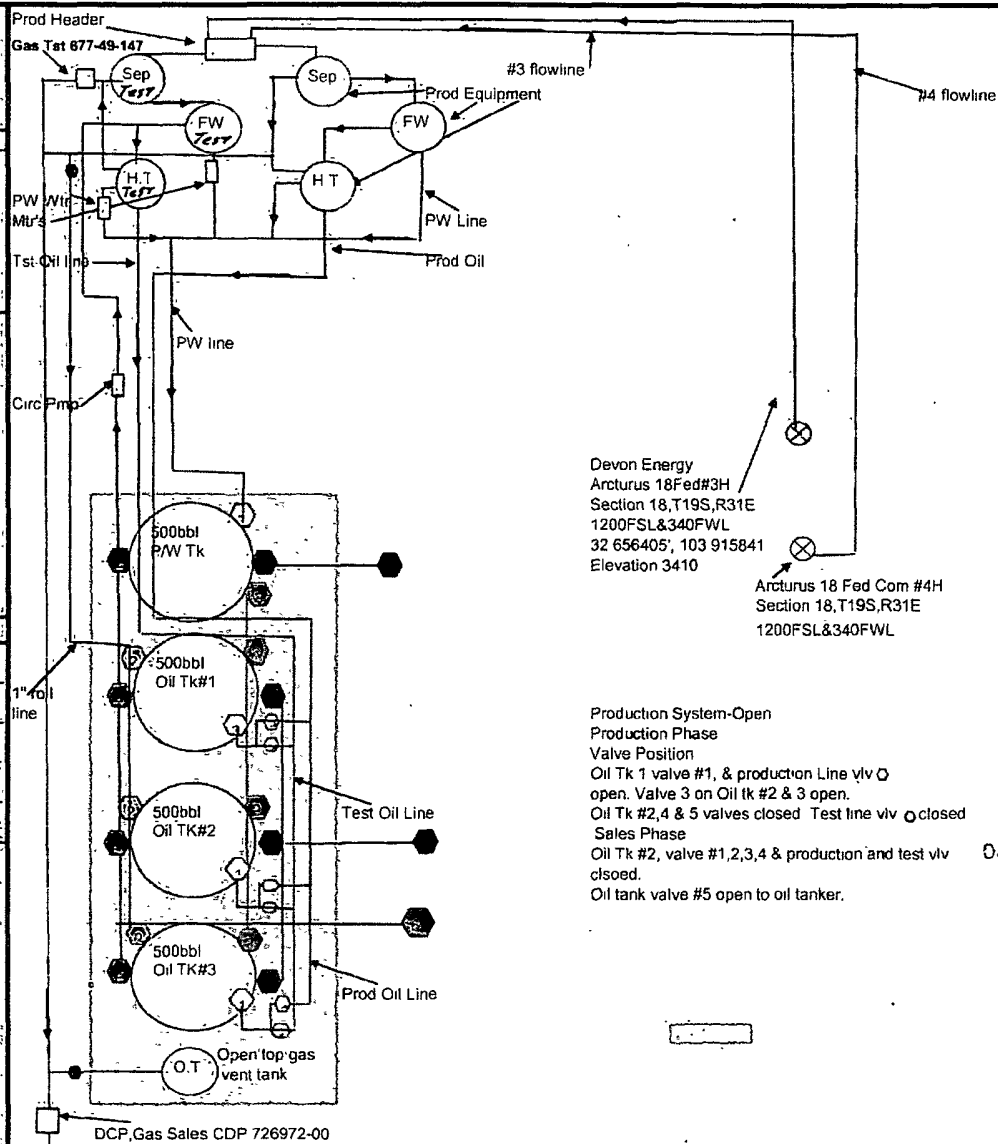 Prod Header
Gas Tst 677-49-147
Sep
Test
Sep
#3 flowline
Prod Equipment
#4 flowline
FW
Test
FW
H.T
Test
H T
PW Wtr
Mtr's
PW Line
Tst Oil line
Prod Oil
PW line
Circ Pmp
Devon Energy
Arcturus 18Fed#3H
Section 18,T19S,R31E
1200FSL&340FWL
32 656405', 103 915841
Elevation 3410
Arcturus 18 Fed Com #4H
Section 18,T19S,R31E
1200FSL&340FWL
500bbl
P/W Tk
500bbl
Oil Tk#1
1" roll
line
Production System-Open
Production Phase
Valve Position
Oil Tk 1 valve #1, & production Line vlv
open. Valve 3 on Oil tk #2 & 3 open.
Oil Tk #2,4 & 5 valves closed Test line vlv closed
Sales Phase
Oil Tk #2, valve #1,2,3,4 & production and test vlv
clsoed.
Oil tank valve #5 open to oil tanker.
Test Oil Line
500bbl
Oil TK#2
500bbl
Oil TK#3
1
Prod Oil Line
O.T
Open top gas
vent tank
DCP,Gas Sales CDP 726972-00